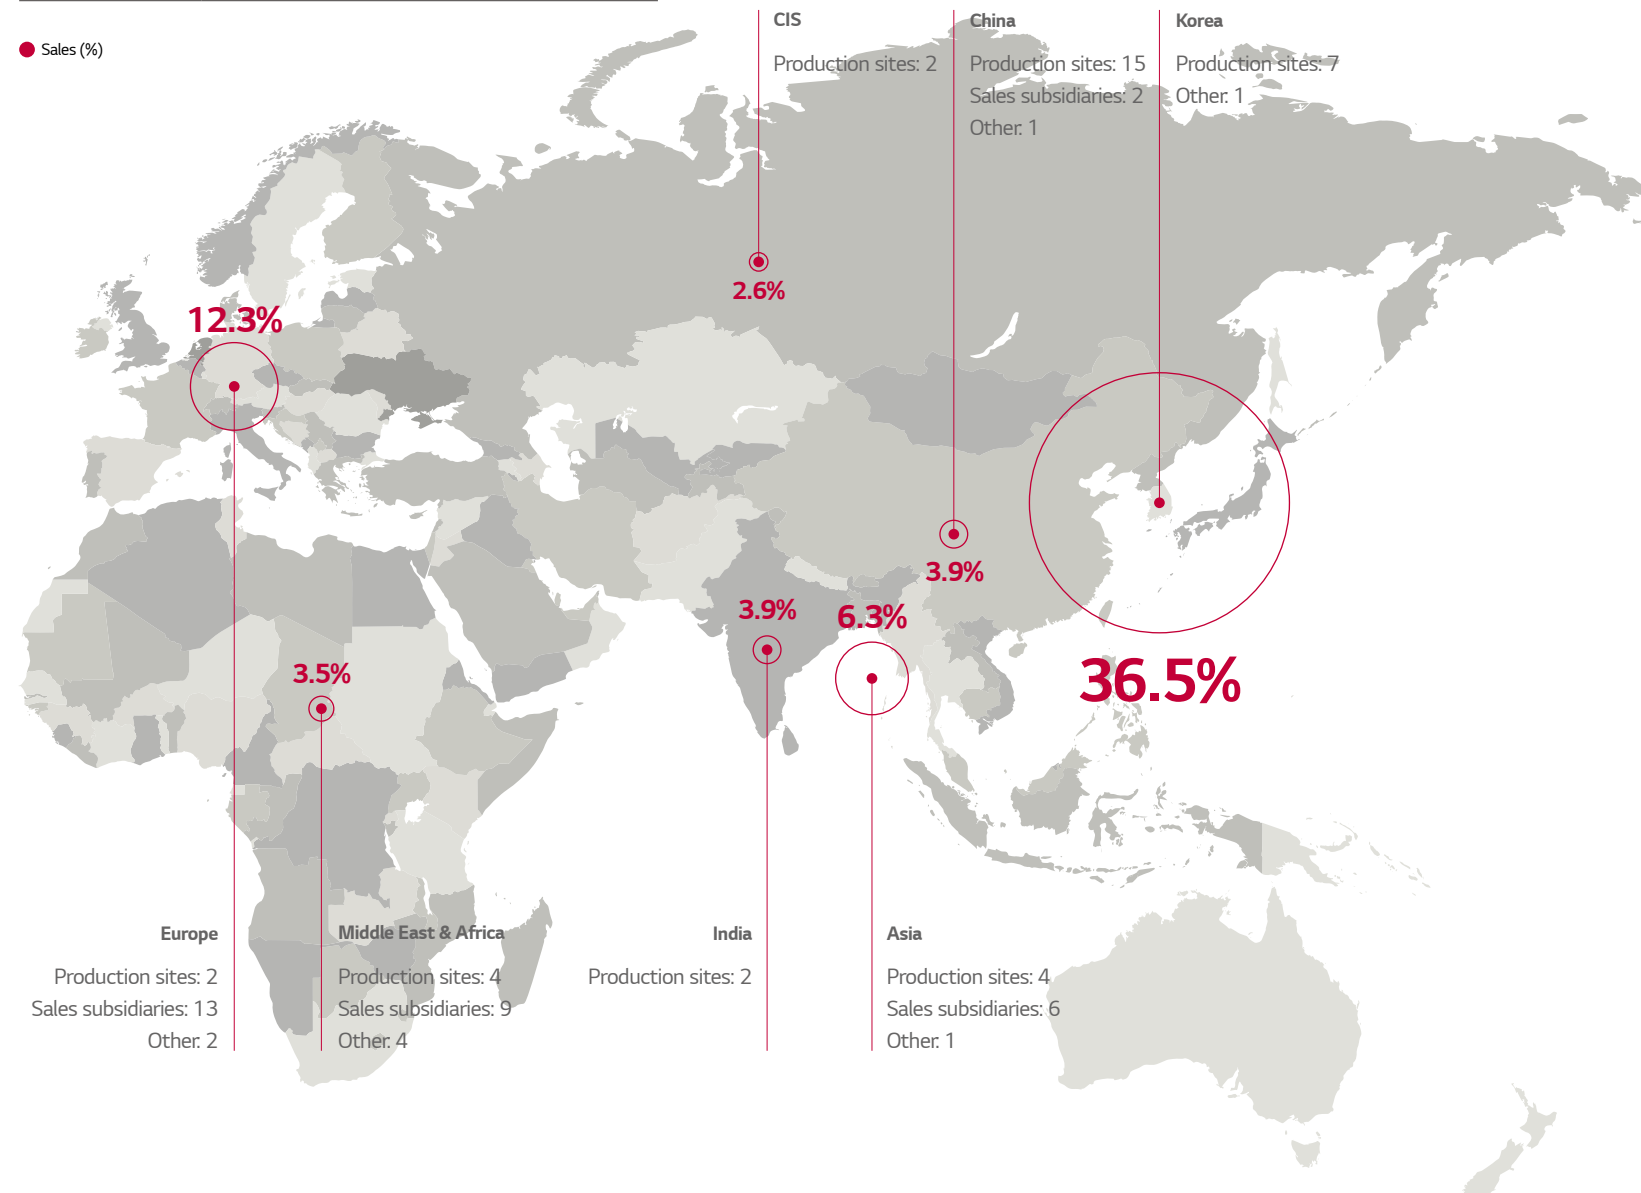 Sales (%)
CIS
Production sites: 2
China
Production sites: 15
Sales subsidiaries: 2
Other: 1
Korea
Production sites: 7
Other: 1
2.6%
12.3%
3.9%
3.9%
6.3%
3.5%
36.5%
Europe
Production sites: 2
Sales subsidiaries: 13
Other: 2
Middle East & Africa
Production sites: 4
Sales subsidiaries: 9
Other: 4
India
Production sites: 2
Asia
Production sites: 4
Sales subsidiaries: 6
Other: 1